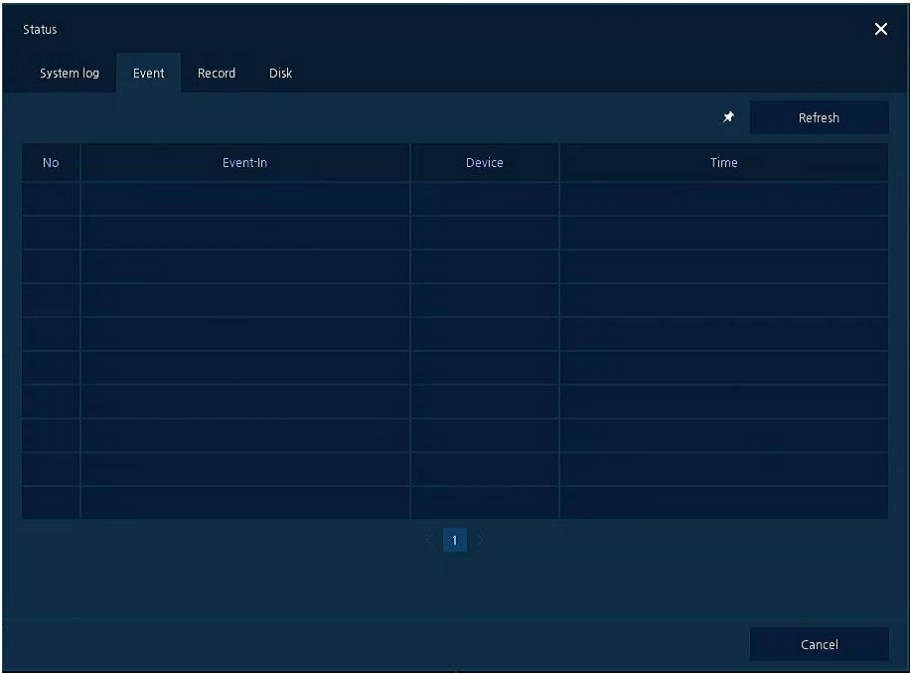 Status
System log Event Record Disk
Refresh
No Event-In Device Time
1
Cancel